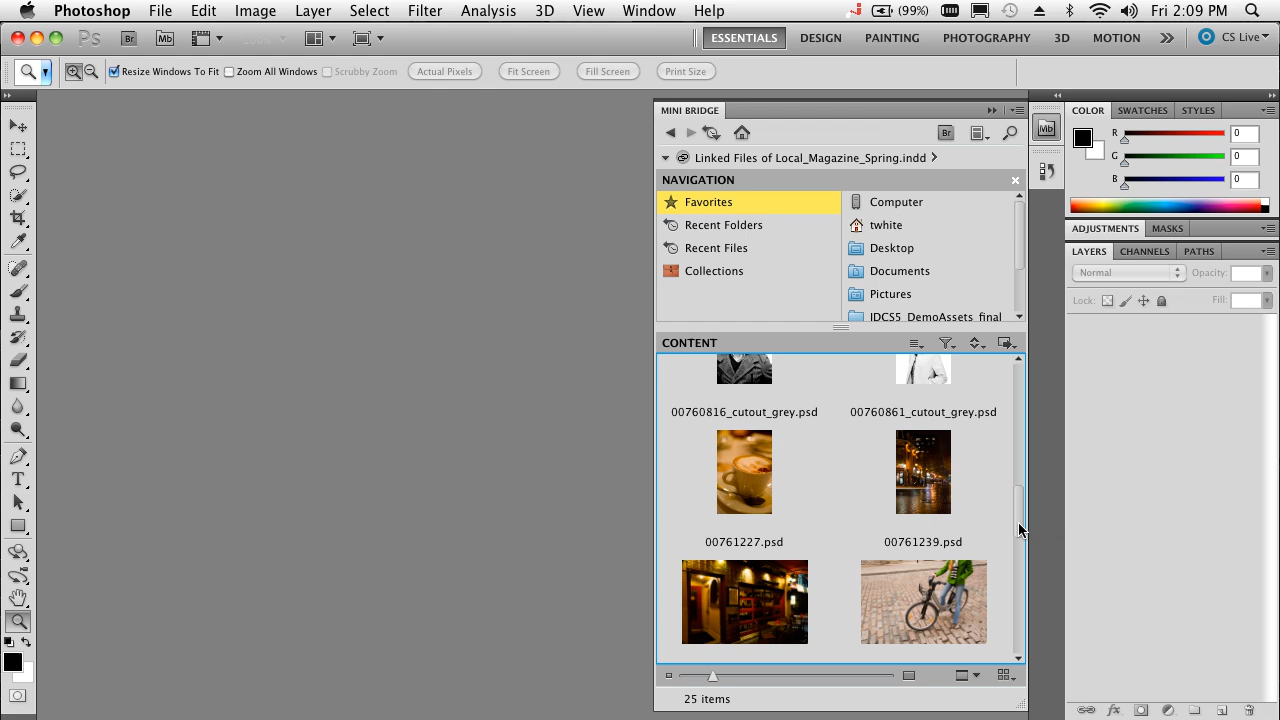 Photoshop File Edit Image Layer Select Filter Analysis 3D View Window Help (99%) Fri 2:09 PM
Ps Br Mb ESSENTIALS DESIGN PAINTING PHOTOGRAPHY 3D MOTION CS Live
Resize Windows To Fit Zoom All Windows Scrubby Zoom Actual Pixels Fit Screen Fill Screen Print Size
MINI BRIDGE
Br
Linked Files of Local_Magazine_Spring.indd
NAVIGATION
Favorites
Recent Folders
Recent Files
Collections
Computer
twhite
Desktop
Documents
Pictures
IDCS5_DemoAssets_final
CONTENT
00760816_cutout_grey.psd 00760861_cutout_grey.psd
00761227.psd 00761239.psd
25 items
Mb
COLOR SWATCHES STYLES
R 0
G 0
B 0
ADJUSTMENTS MASKS
LAYERS CHANNELS PATHS
Normal Opacity:
Lock: Fill:
T
fx